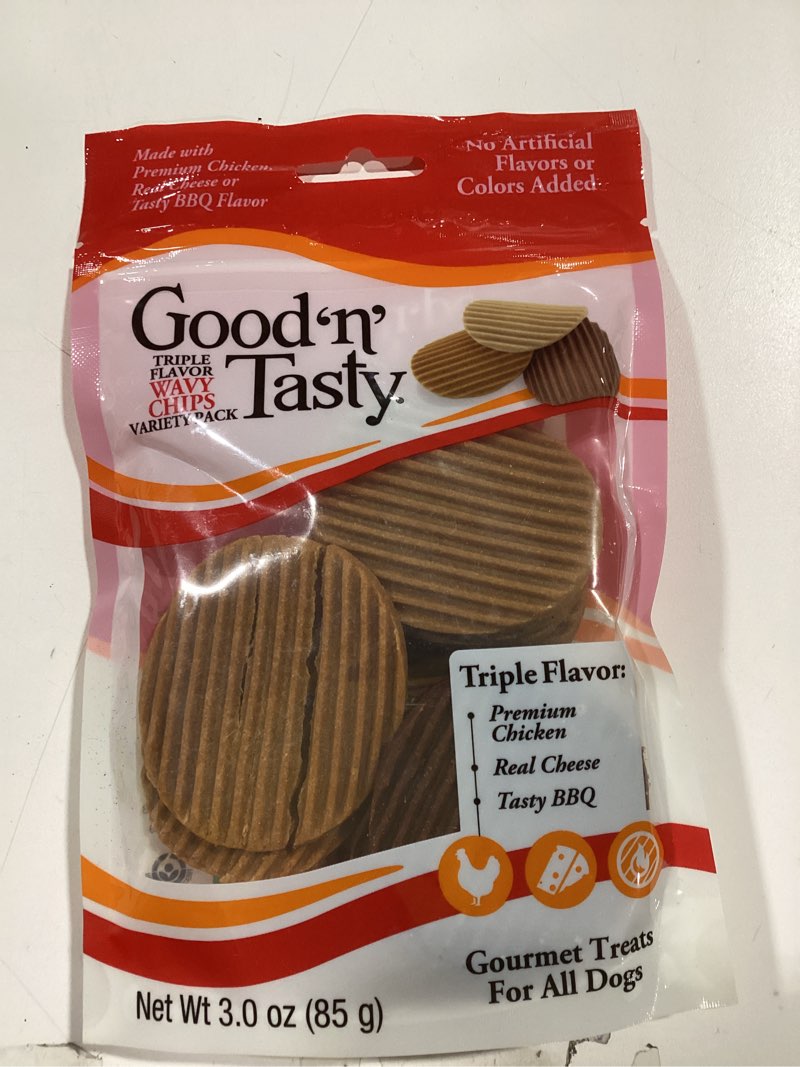 Made with
Premium Chicken,
Real Cheese or
Tasty BBQ Flavor
No Artificial
Flavors or
Colors Added
Good 'n'
Tasty.
TRIPLE
FLAVOR
WAVY
CHIPS
VARIETY PACK
Triple Flavor:
Premium
Chicken
Real Cheese
Tasty BBQ
Gourmet Treats
For All Dogs
Net Wt 3.0 oz (85 g)